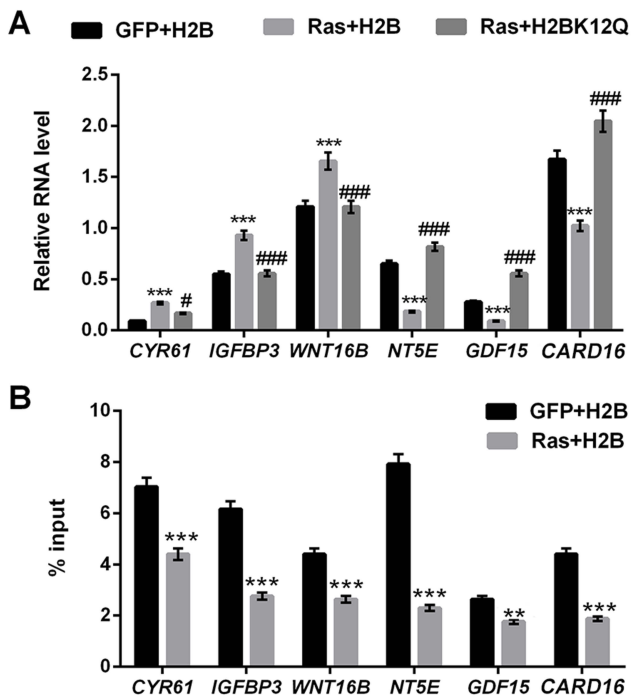 A
GFP+H2B Ras+H2B Ras+H2BK12Q
Relative RNA level
2.5
2.0
1.5
1.0
0.5
0.0
*** # *** ### *** ### *** ### *** ### *** ###
CYR61 IGFBP3 WNT16B NT5E GDF15 CARD16
B
GFP+H2B
Ras+H2B
% input
10
8
6
4
2
0
*** *** *** *** ** ***
CYR61 IGFBP3 WNT16B NT5E GDF15 CARD16